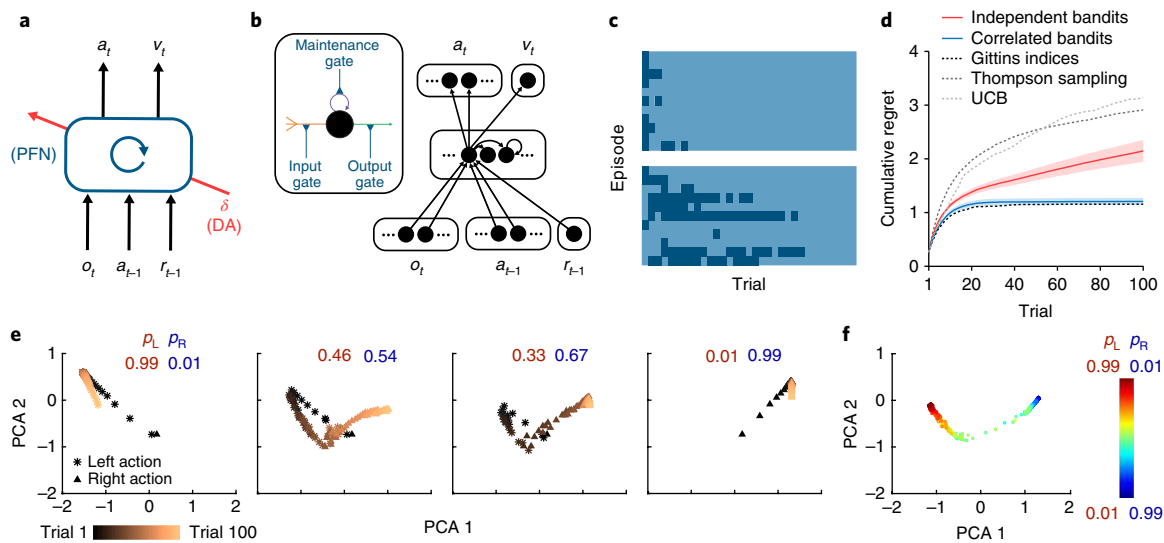 a
a_t
v_t
(PFN)
δ
(DA)
o_t
a_{t–1}
r_{t–1}
b
Maintenance
gate
Input
gate
Output
gate
a_t
v_t
o_t
a_{t–1}
r_{t–1}
c
Episode
Trial
d
Independent bandits
Correlated bandits
Gittins indices
Thompson sampling
UCB
Cumulative regret
4
3
2
1
0
1
20
40
60
80
100
Trial
e
p_L p_R
0.99 0.01
0.46 0.54
0.33 0.67
0.01 0.99
PCA 2
1
0
–1
–2
Left action
Right action
–2 –1 0 1 2
Trial 1
Trial 100
PCA 1
f
p_L p_R
0.99 0.01
PCA 2
1
0
–1
–2
–2 –1 0 1 2
PCA 1
0.01 0.99